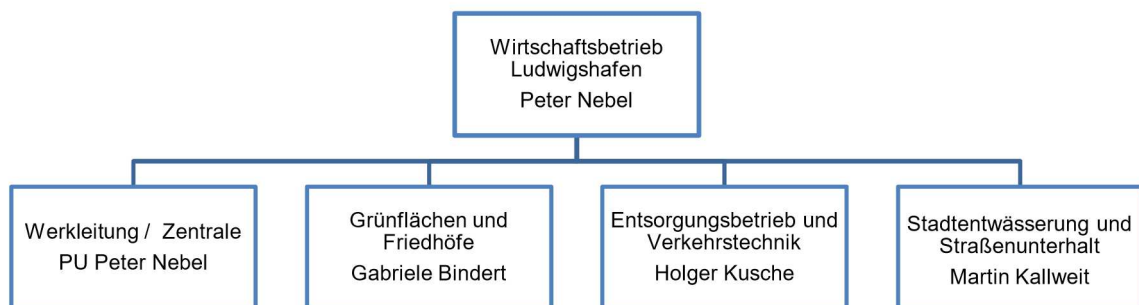 Wirtschaftsbetrieb
Ludwigshafen
Peter Nebel
Werkleitung / Zentrale
PU Peter Nebel
Grünflächen und
Friedhöfe
Gabriele Bindert
Entsorgungsbetrieb und
Verkehrstechnik
Holger Kusche
Stadtentwässerung und
Straßenunterhalt
Martin Kallweit